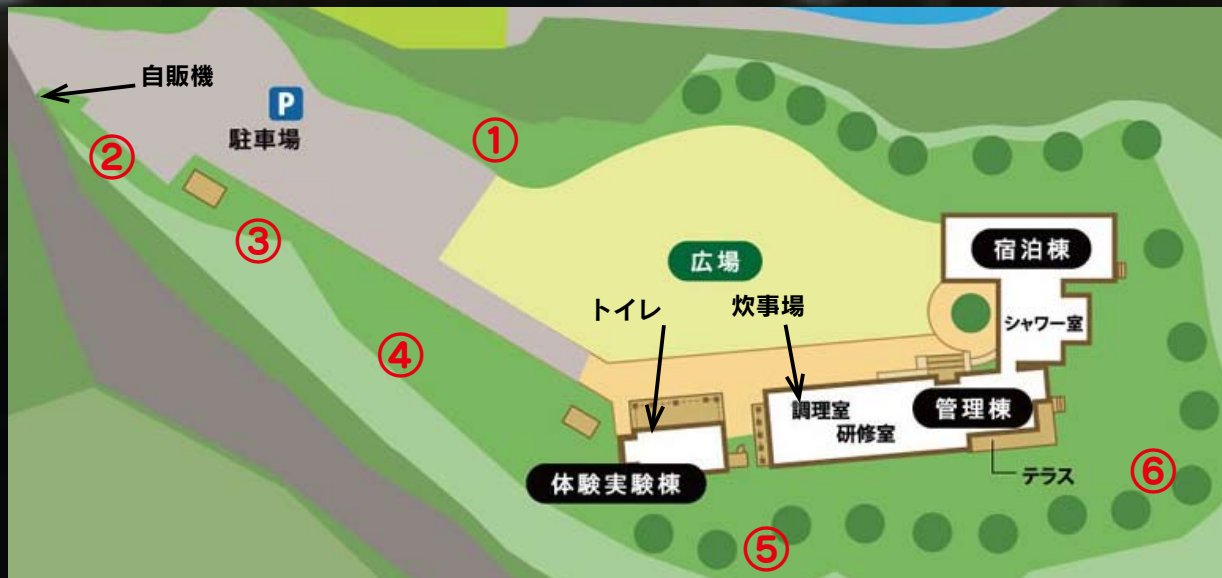 自販機
P
駐車場
①
②
③
④
広場
宿泊棟
トイレ
炊事場
シャワー室
調理室
研修室
管理棟
体験実験棟
テラス
⑤
⑥